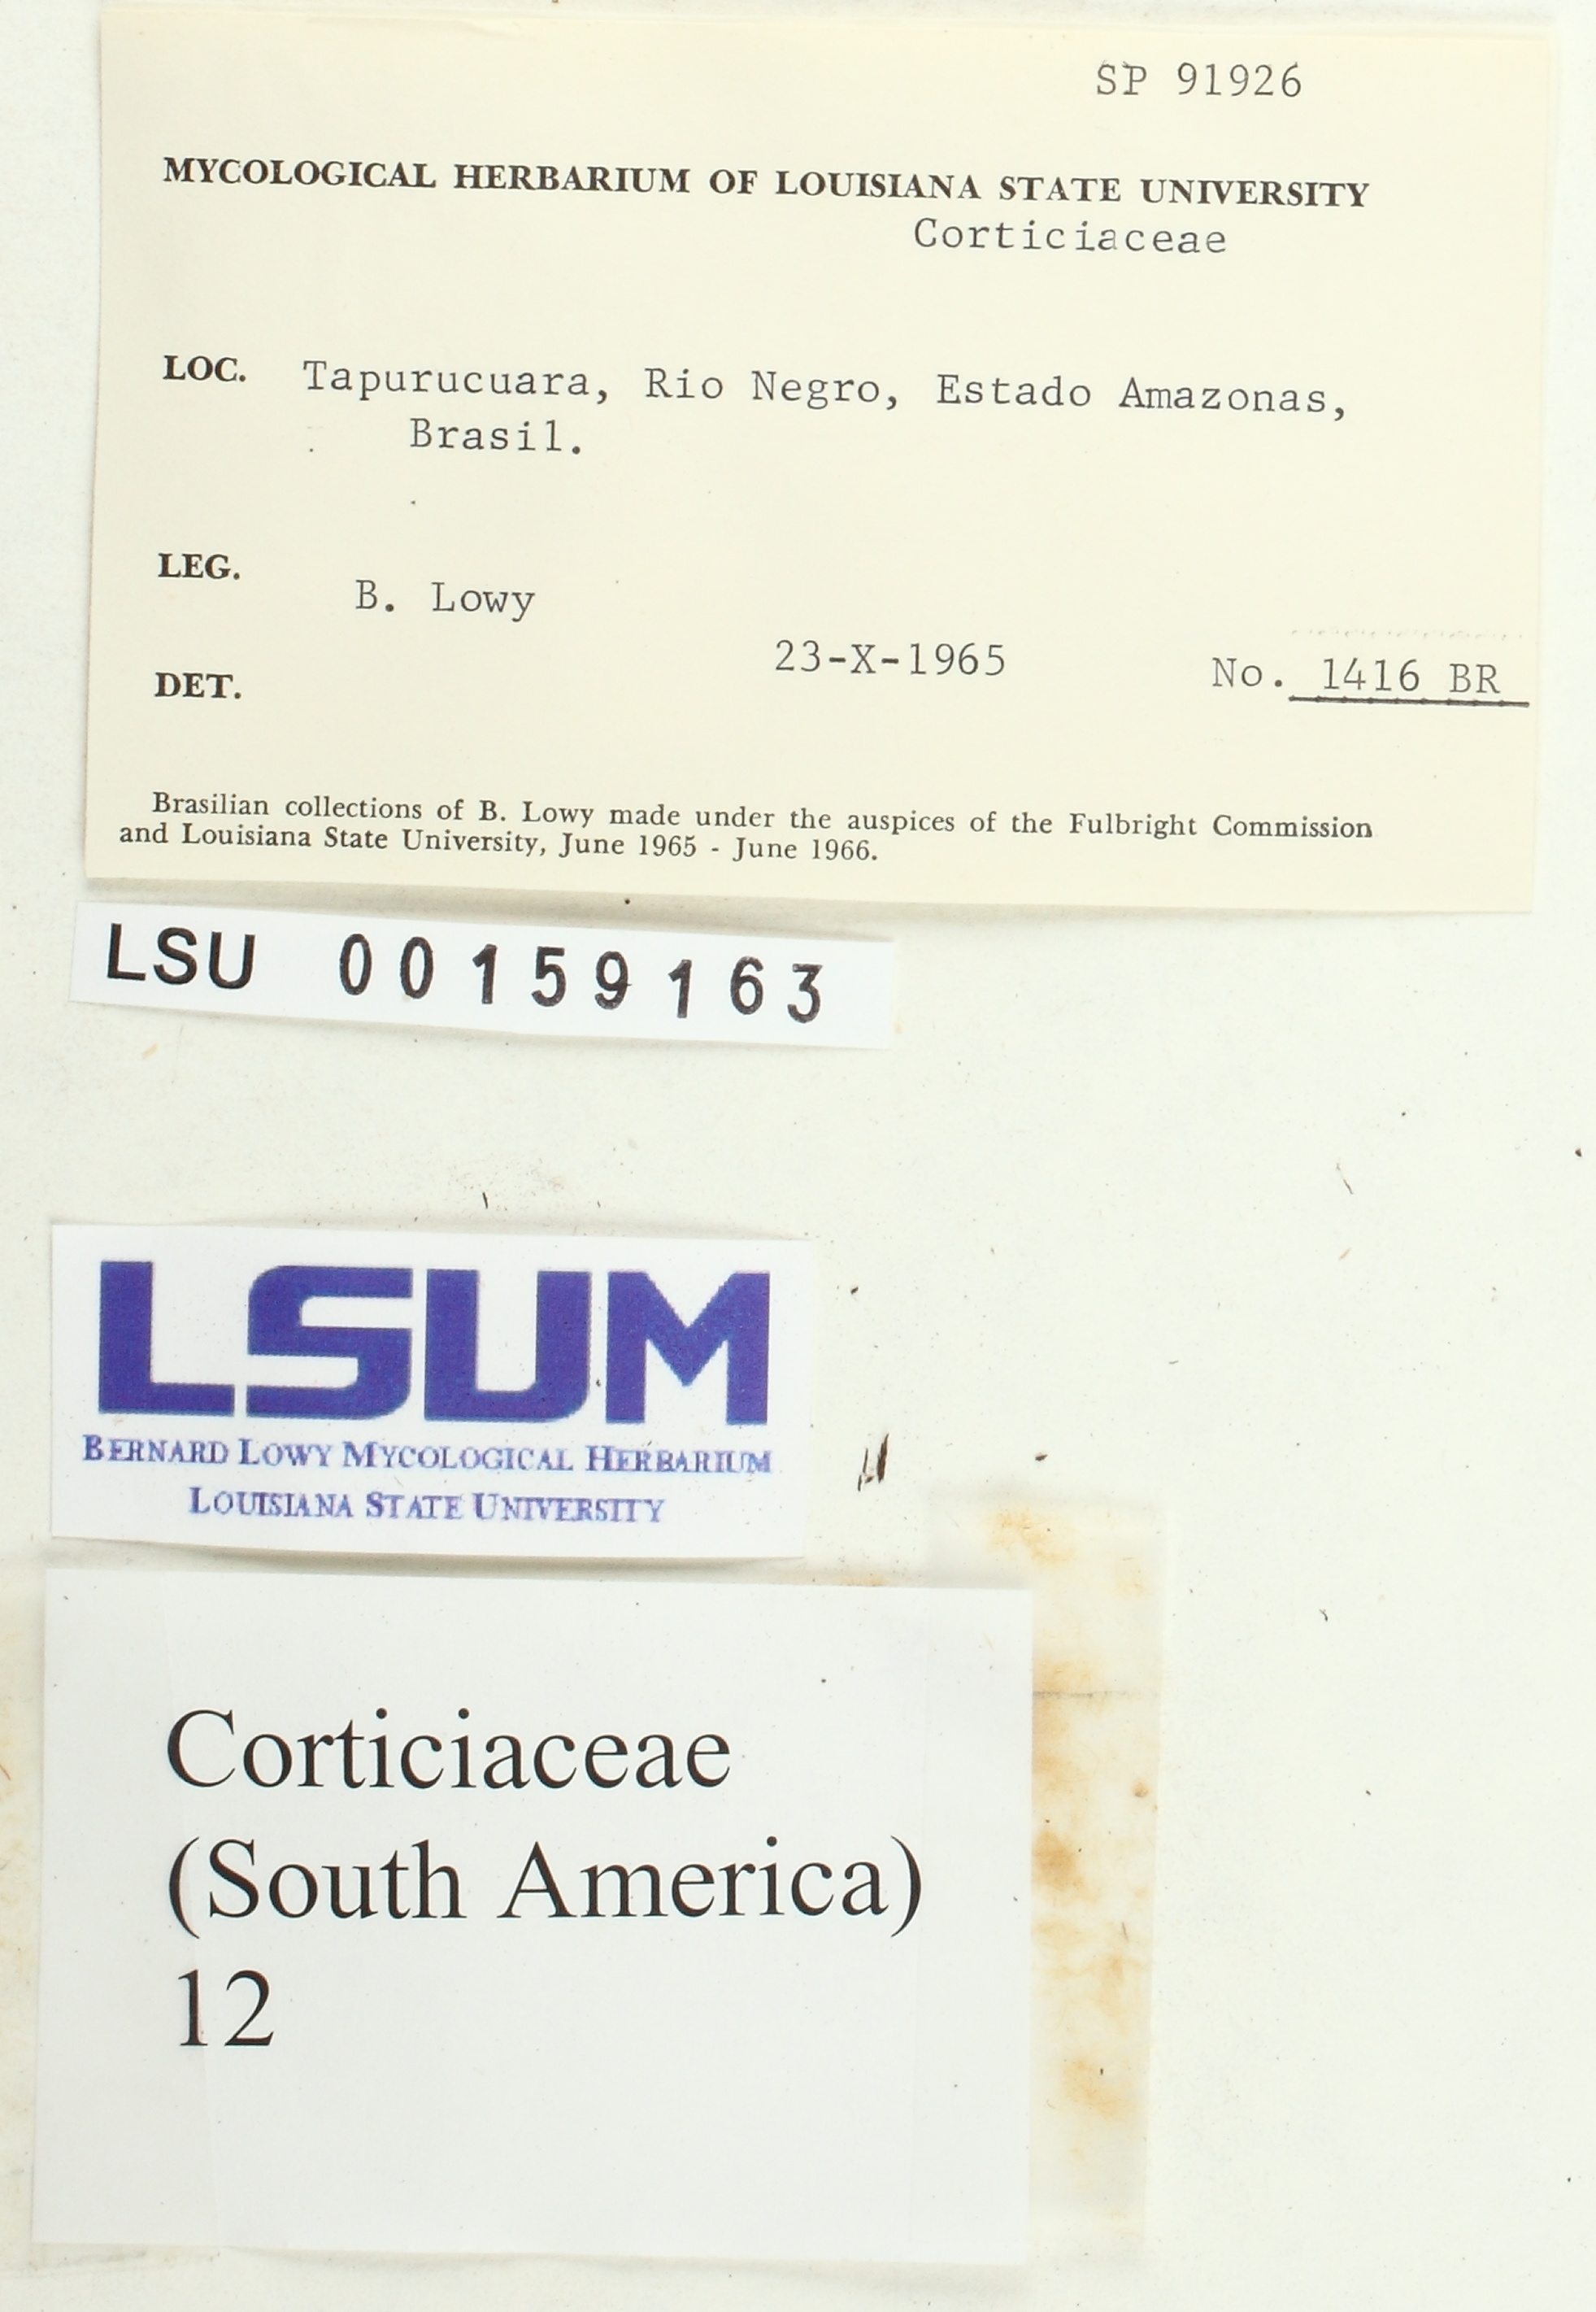 SP 91926
MYCOLOGICAL HERBARIUM OF LOUISIANA STATE UNIVERSITY
Corticiaceae
LOC. Tapurucuara, Rio Negro, Estado Amazonas,
Brasil.
LEG. B. Lowy
23-X-1965 No. 1416 BR
DET.
Brasilian collections of B. Lowy made under the auspices of the Fulbright Commission
and Louisiana State University, June 1965 - June 1966.
LSU 00159163
LSUM
BERNARD LOWY MYCOLOGICAL HERBARIUM
LOUISIANA STATE UNIVERSITY
Corticiaceae
(South America)
12